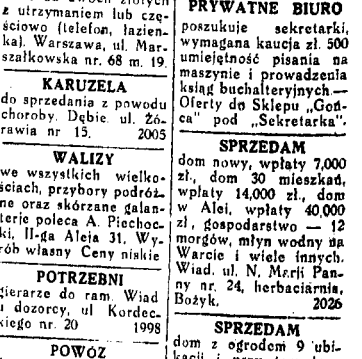 z utrzymaniem lub czę-
ściowo (telefon, łazien-
ka). Warszawa, ul. Mar-
szałkowska nr. 68 m. 19.
KARUZELA
do sprzedania z powodu
choroby. Dębie. ul. Żó-
rawia nr 15. 2005
WALIZY
we wszystkich wielko-
ściach, przybory podróż-
ne oraz skórzane galan-
terje poleca A. Piechoc-
ki, II-ga Aleja 31. Wy-
rób własny Ceny niskie
POTRZEBNI
do ram. Wiad
u dozorcy, ul Kordec-
kiego nr. 20 1998
POWÓZ
PRYWATNE BIURO
poszukuje sekretarki,
wymagana kaucja zł. 500
umiejętność pisania na
maszynie i prowadzenia
ksiąg buchalteryjnych.—
Oferty do Sklepu „Goń-
ca" pod „Sekretarka".
SPRZEDAM
dom nowy, wpłaty 7,000
zł., dom 30 mieszkań,
wpłaty 14,000 zł., dom
w Alei, wpłaty 40,000
zł, gospodarstwo — 12
morgów, młyn wodny na
Warcie i wiele innych.
Wiad. ul. N. Marji Pan-
ny nr. 24, herbaciarnia,
Bożyk. 2026
SPRZEDAM
dom z ogrodem 9 ubi-